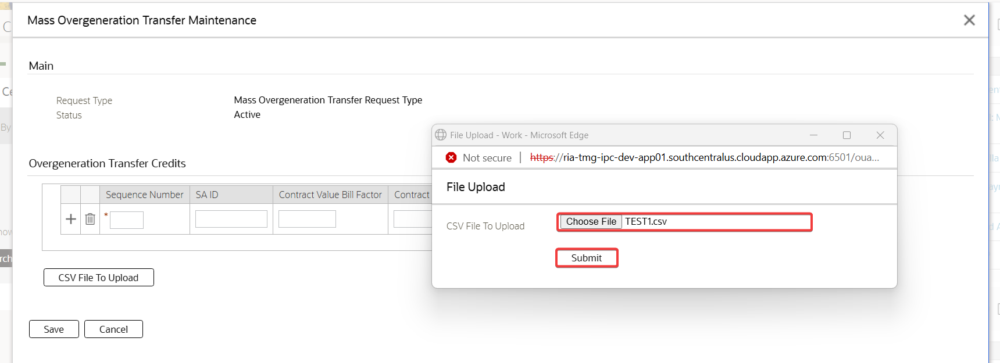 Mass Overgeneration Transfer Maintenance
Main
Request Type Mass Overgeneration Transfer Request Type
Status Active
Overgeneration Transfer Credits
Sequence Number SA ID Contract Value Bill Factor Contract
*
CSV File To Upload
Save Cancel
File Upload - Work - Microsoft Edge
Not secure | https://ria-tmg-ipc-dev-app01.southcentralus.cloudapp.azure.com:6501/oua...
File Upload
CSV File To Upload Choose File TEST1.csv
Submit
By